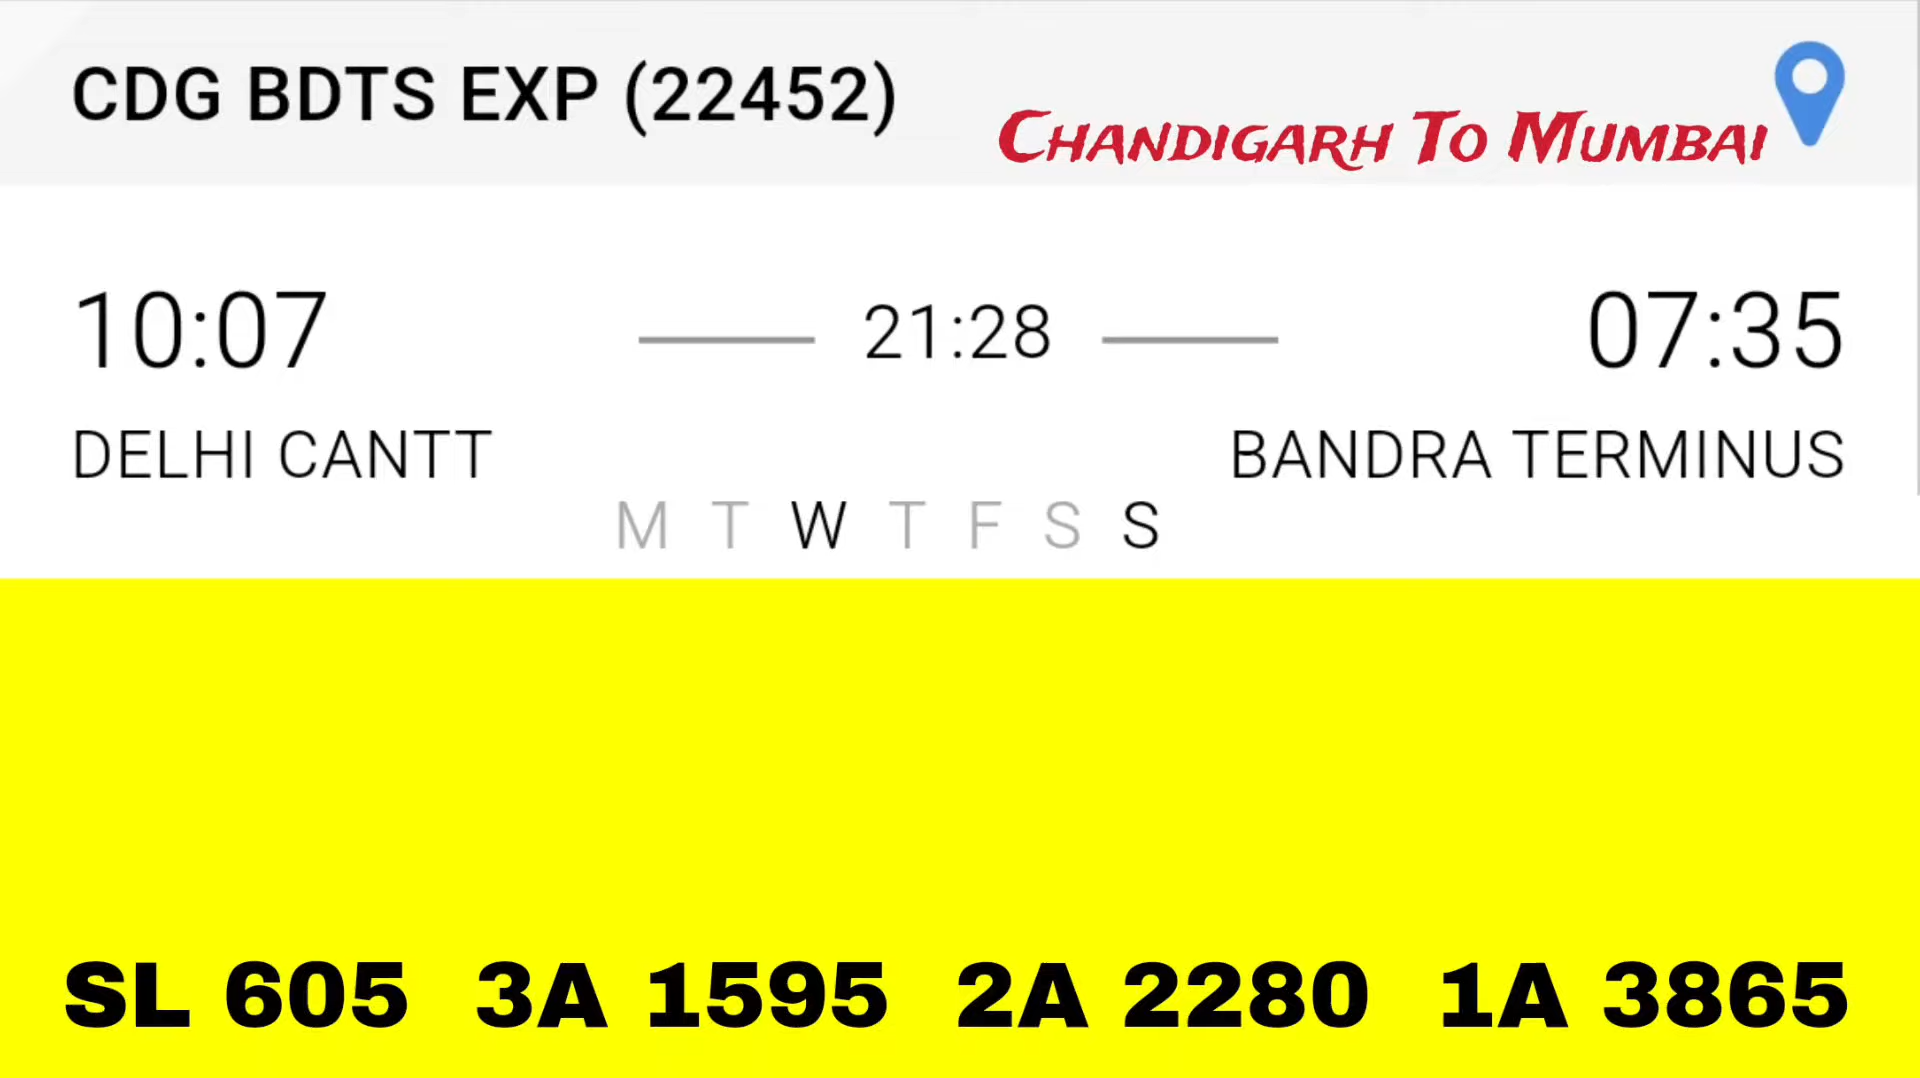 CDG BDTS EXP (22452)
Chandigarh To Mumbai
10:07 21:28 07:35
DELHI CANTT BANDRA TERMINUS
M T W T F S S
SL 605 3A 1595 2A 2280 1A 3865